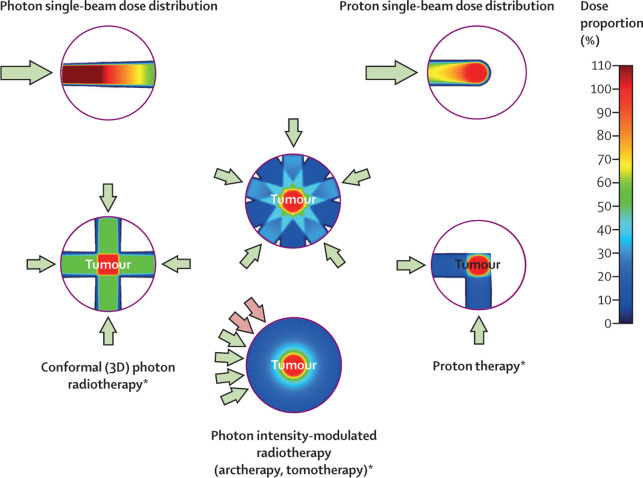 Photon single-beam dose distribution
Proton single-beam dose distribution
Dose
proportion
(%)
110
100
90
80
70
60
50
40
30
20
10
0
Tumour
Tumour
Tumour
Tumour
Conformal (3D) photon
radiotherapy*
Proton therapy*
Photon intensity-modulated
radiotherapy
(arctherapy, tomotherapy)*